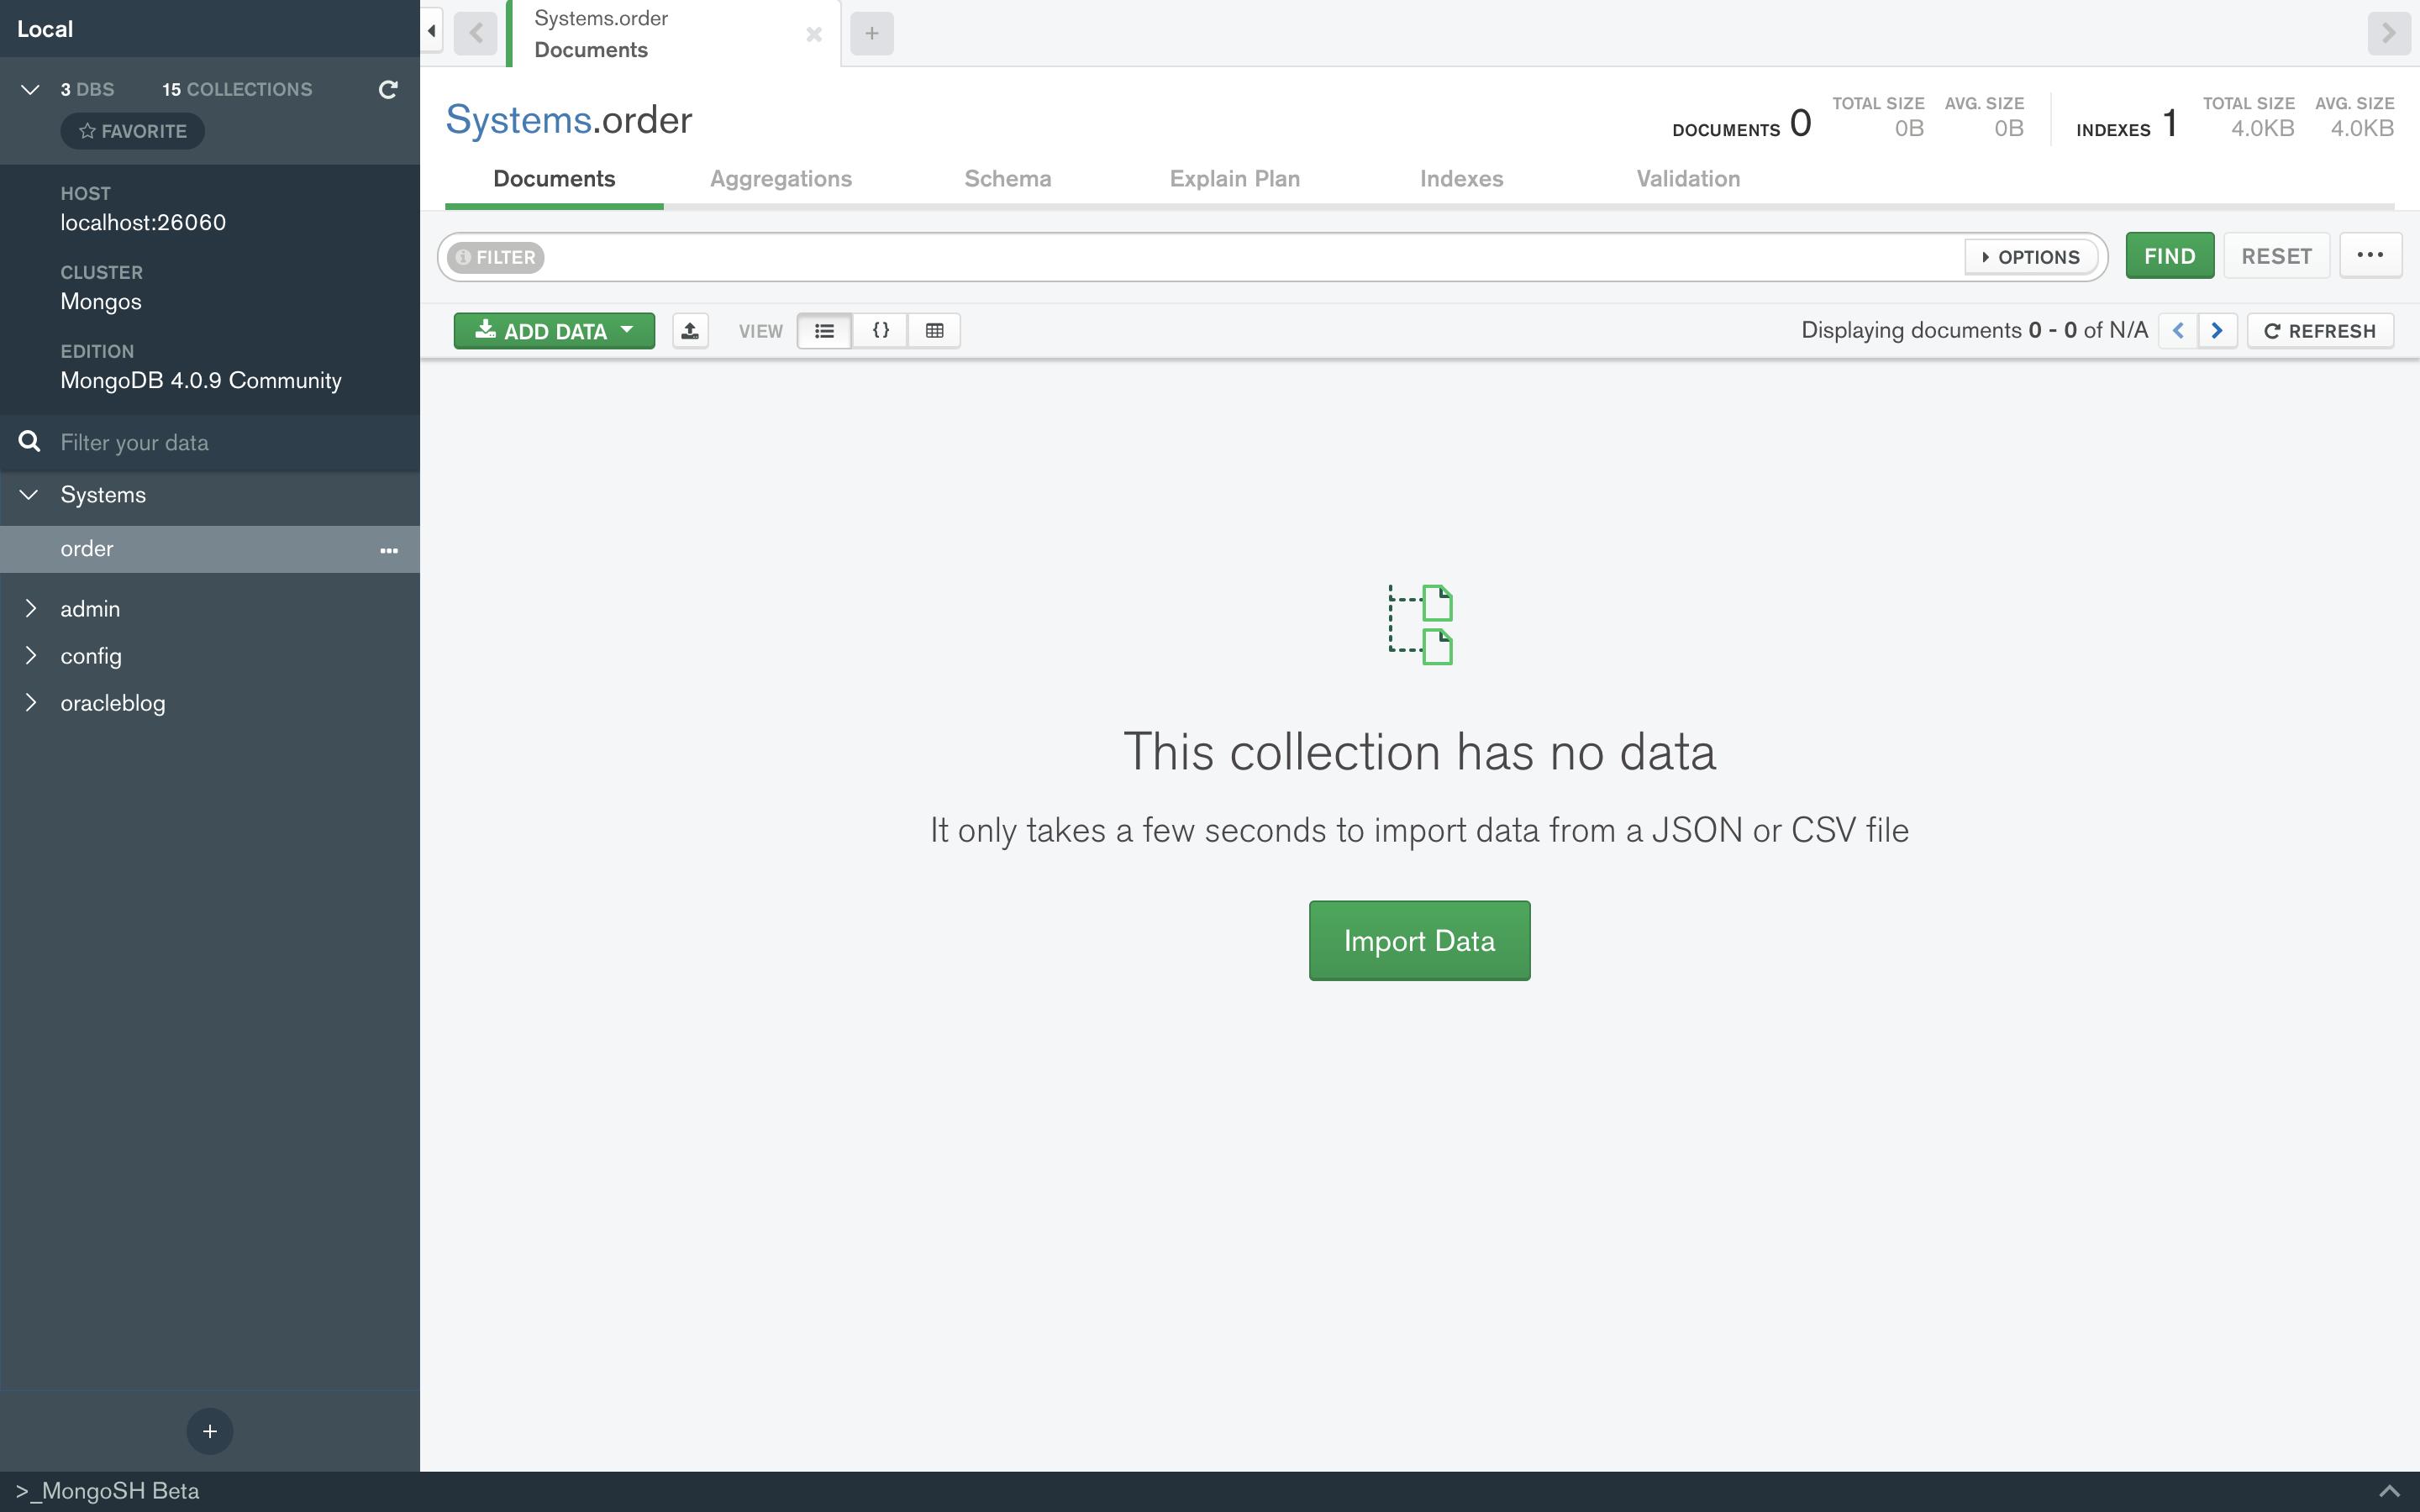 Local
3 DBS 15 COLLECTIONS
FAVORITE
HOST
localhost:26060
CLUSTER
Mongos
EDITION
MongoDB 4.0.9 Community
Filter your data
Systems
order
admin
config
oracleblog
+
>_MongoSH Beta
Systems.order
Documents
+
Systems.order
DOCUMENTS 0
TOTAL SIZE
0B
AVG. SIZE
0B
INDEXES 1
TOTAL SIZE
4.0KB
AVG. SIZE
4.0KB
Documents Aggregations Schema Explain Plan Indexes Validation
FILTER OPTIONS FIND RESET ...
ADD DATA VIEW {} Displaying documents 0 - 0 of N/A REFRESH
This collection has no data
It only takes a few seconds to import data from a JSON or CSV file
Import Data